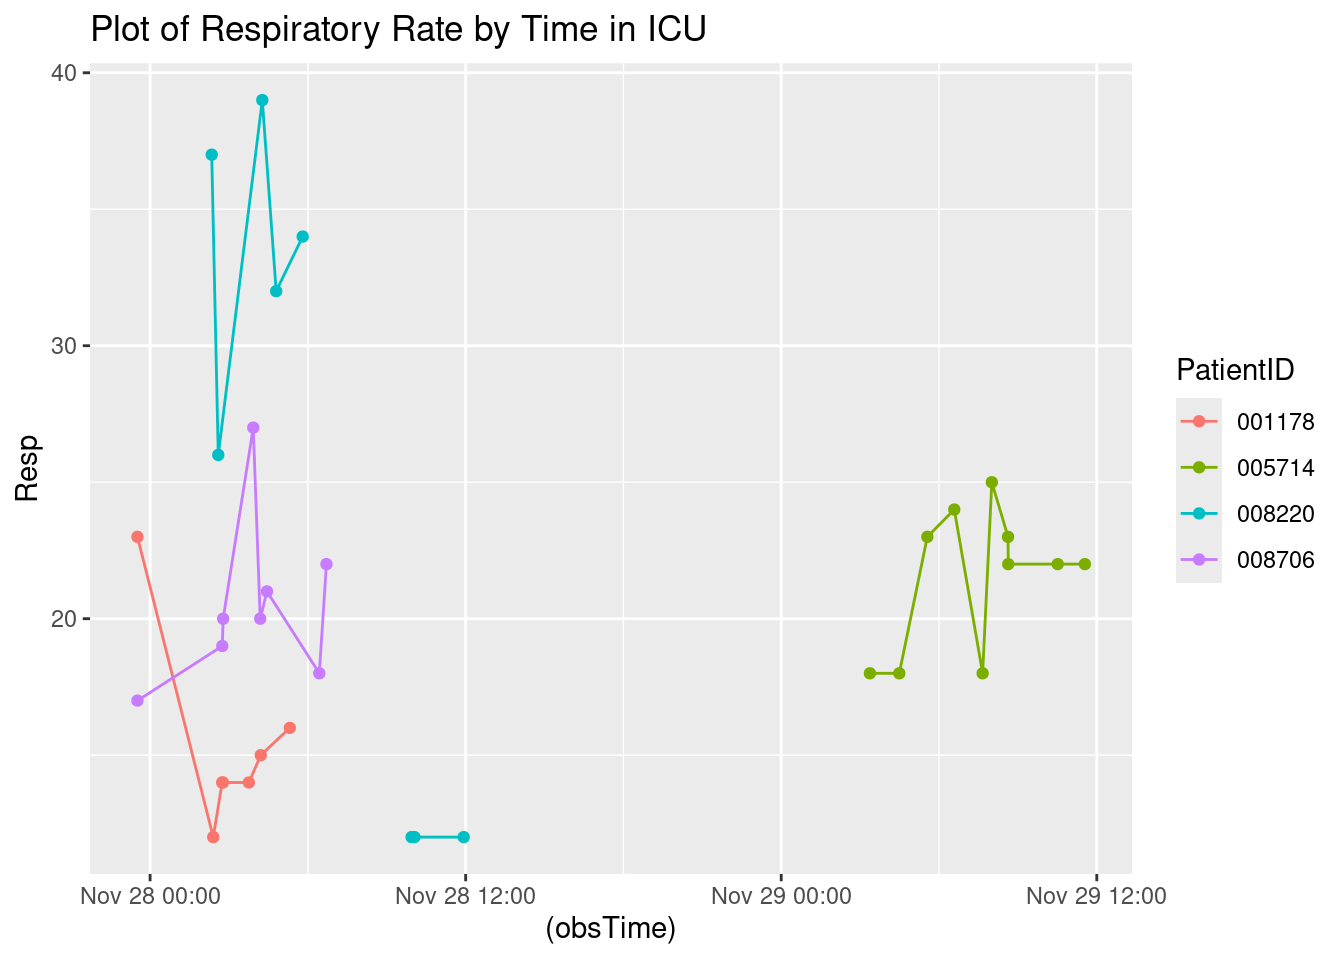 Plot of Respiratory Rate by Time in ICU
40
30
20
Resp
Nov 28 00:00
Nov 28 12:00
Nov 29 00:00
Nov 29 12:00
(obsTime)
PatientID
001178
005714
008220
008706